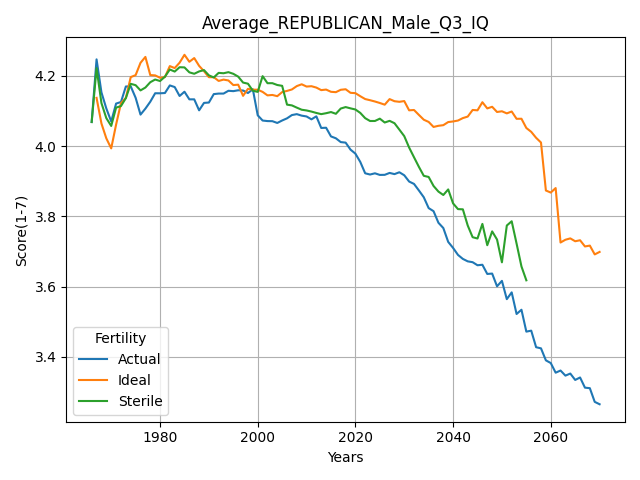 Average_REPUBLICAN_Male_Q3_IQ
Score(1-7)
4.2
4.0
3.8
3.6
3.4
Fertility
Actual
Ideal
Sterile
1980
2000
2020
2040
2060
Years